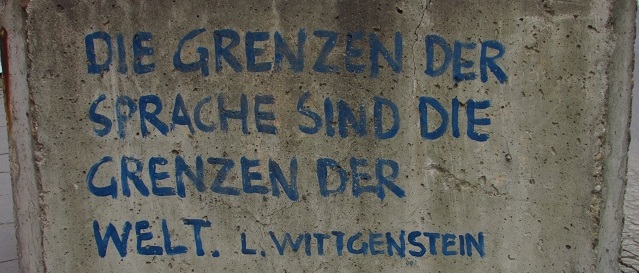 DIE GRENZEN DER
SPRACHE SIND DIE
GRENZEN DER
WELT. L. WITTGENSTEIN